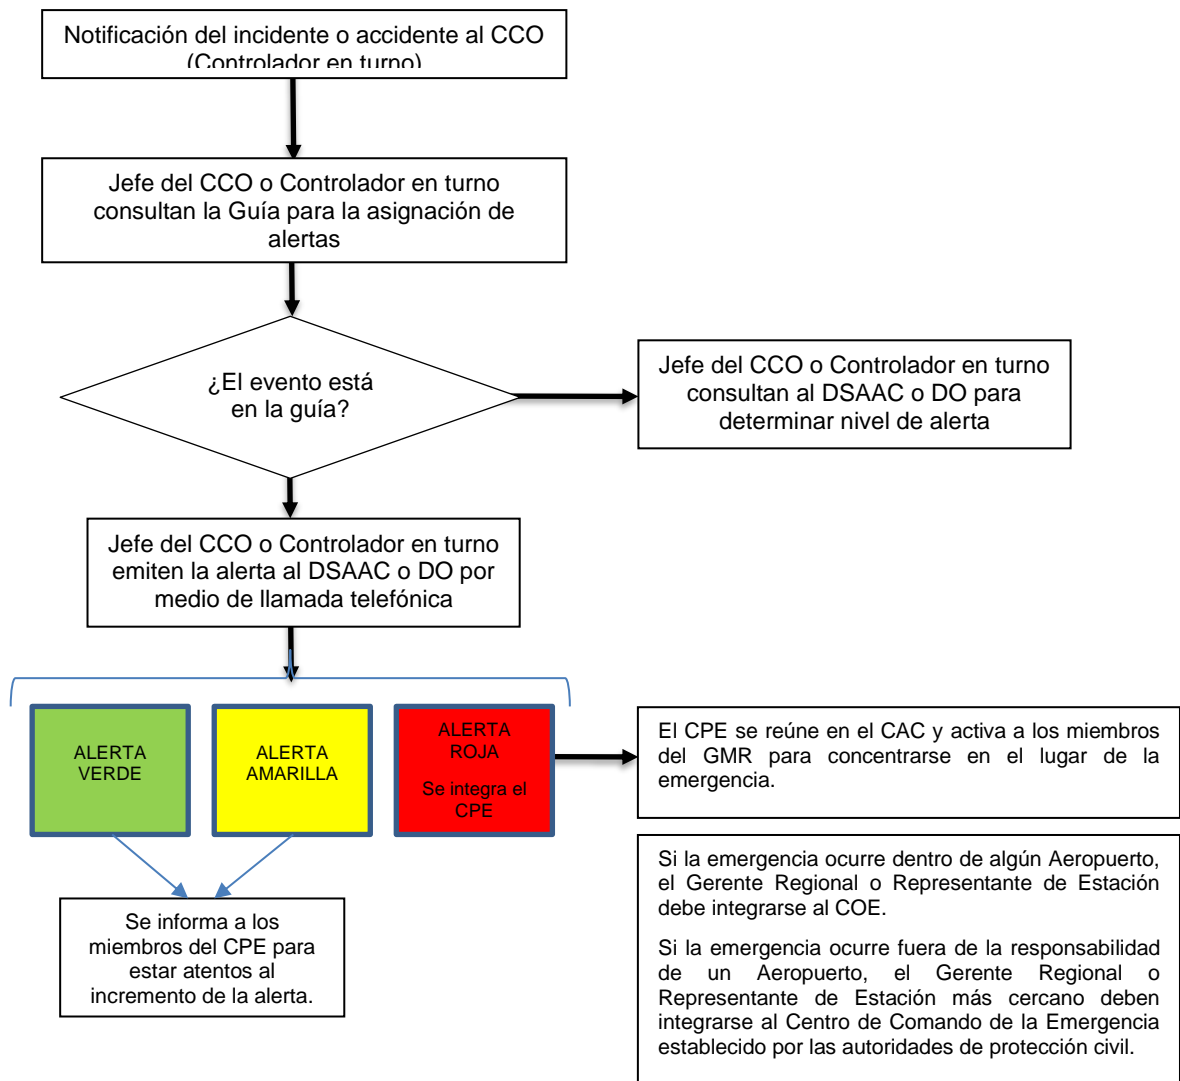 Notificación del incidente o accidente al CCO
(Controlador en turno)
Jefe del CCO o Controlador en turno
consultan la Guía para la asignación de
alertas
¿El evento está
en la guía?
Jefe del CCO o Controlador en turno
consultan al DSAAC o DO para
determinar nivel de alerta
Jefe del CCO o Controlador en turno
emiten la alerta al DSAAC o DO por
medio de llamada telefónica
ALERTA
VERDE
ALERTA
AMARILLA
ALERTA
ROJA
Se integra el
CPE
El CPE se reúne en el CAC y activa a los miembros
del GMR para concentrarse en el lugar de la
emergencia.
Se informa a los
miembros del CPE para
estar atentos al
incremento de la alerta.
Si la emergencia ocurre dentro de algún Aeropuerto,
el Gerente Regional o Representante de Estación
debe integrarse al COE.
Si la emergencia ocurre fuera de la responsabilidad
de un Aeropuerto, el Gerente Regional o
Representante de Estación más cercano deben
integrarse al Centro de Comando de la Emergencia
establecido por las autoridades de protección civil.